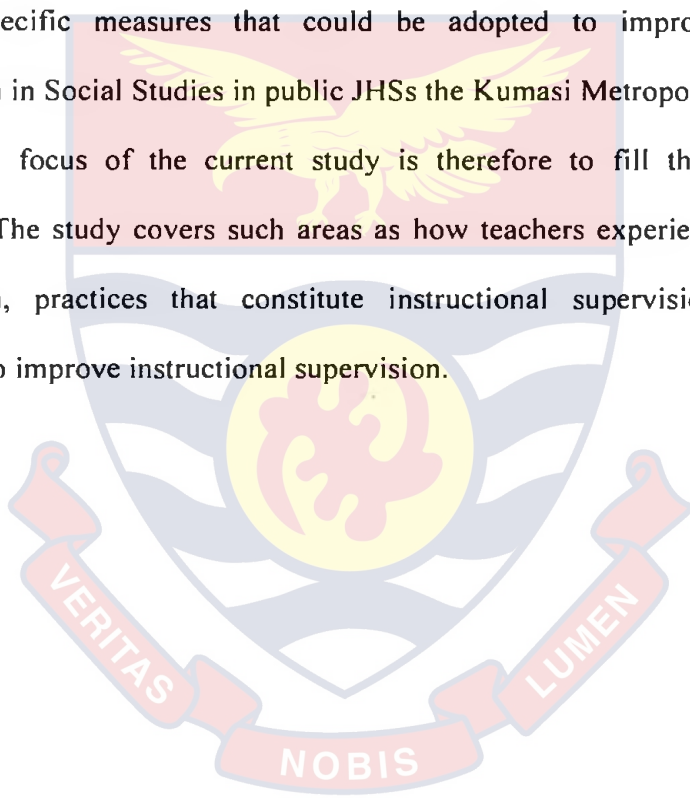 ecific measures that could be adopted to impro
in Social Studies in public JHSs the Kumasi Metropo
focus of the current study is therefore to fill th
The study covers such areas as how teachers experie
, practices that constitute instructional supervisi
o improve instructional supervision.
VERITAS
NOBIS
LUMEN